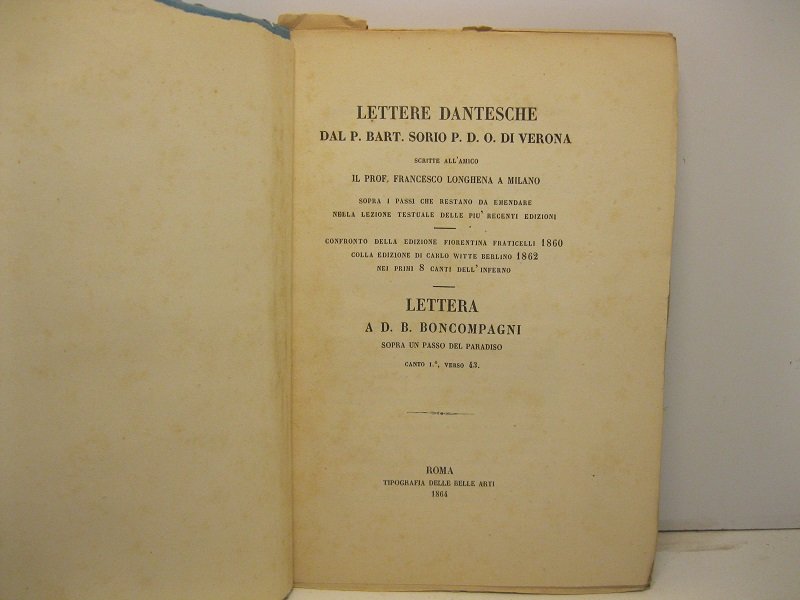 LETTERE DANTESCHE
DAL P. BART. SORIO P. D. O. DI VERONA
SCRITTE ALL'AMICO
IL PROF. FRANCESCO LONGHENA A MILANO
SOPRA I PASSI CHE RESTANO DA EMENDARE
NELLA LEZIONE TESTUALE DELLE PIU' RECENTI EDIZIONI
CONFRONTO DELLA EDIZIONE FIORENTINA FRATICELLI 1860
COLLA EDIZIONE DI CARLO WITTE BERLINO 1862
NEI PRIMI 8 CANTI DELL'INFERNO
LETTERA
A D. B. BONCOMPAGNI
SOPRA UN PASSO DEL PARADISO
CANTO I.°, VERSO 43.
ROMA
TIPOGRAFIA DELLE BELLE ARTI
1864